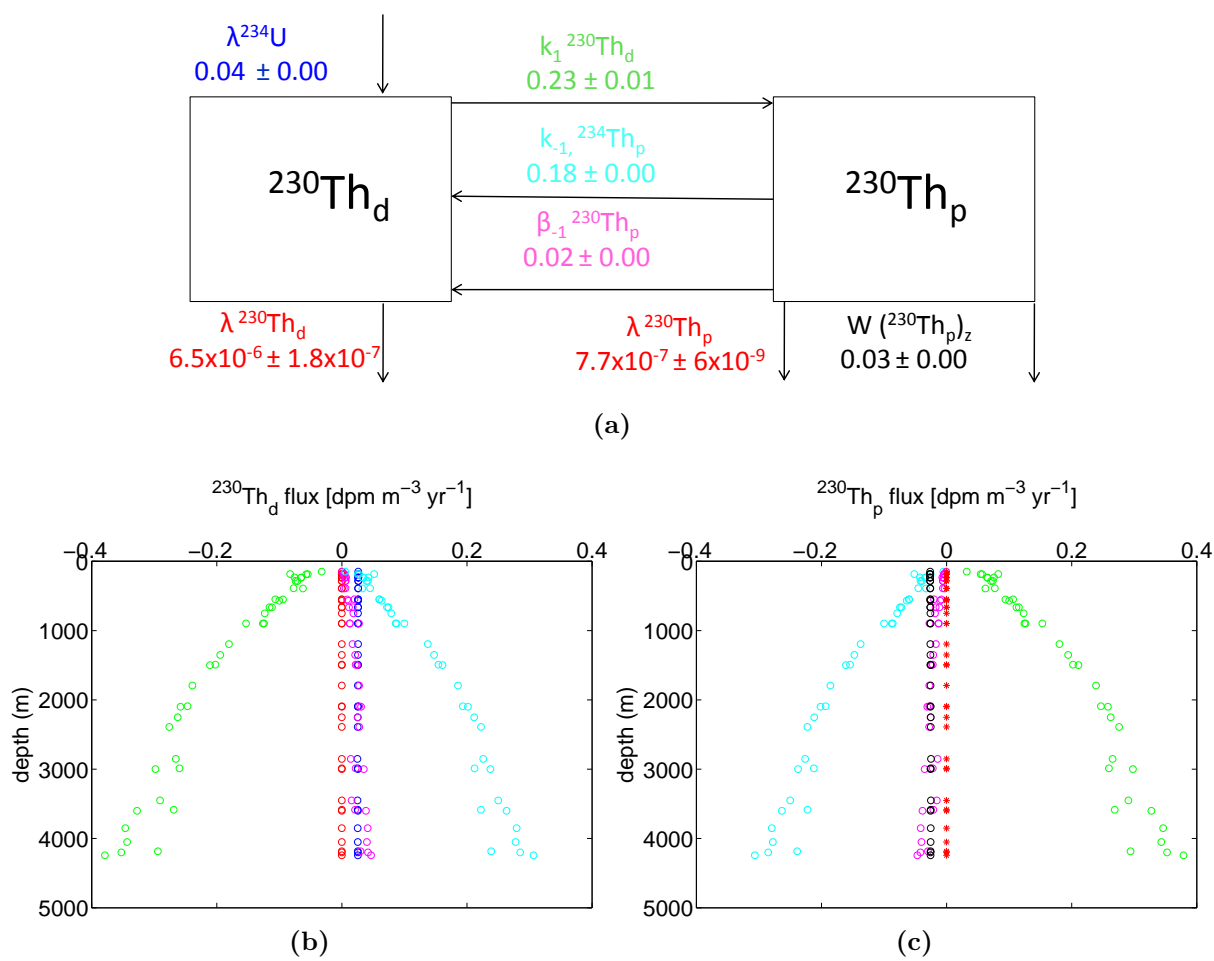 λ²³⁴U
0.04 ± 0.00
k₁ ²³⁰Th_d
0.23 ± 0.01
²³⁰Th_d
k₋₁, ²³⁴Th_p
0.18 ± 0.00
β₋₁ ²³⁰Th_p
0.02 ± 0.00
²³⁰Th_p
λ ²³⁰Th_d
6.5x10⁻⁶ ± 1.8x10⁻⁷
λ ²³⁰Th_p
7.7x10⁻⁷ ± 6x10⁻⁹
W (²³⁰Th_p)_z
0.03 ± 0.00
(a)
²³⁰Th_d flux [dpm m⁻³ yr⁻¹]
−0.4 −0.2 0 0.2 0.4
0
1000
2000
3000
4000
5000
depth (m)
(b)
²³⁰Th_p flux [dpm m⁻³ yr⁻¹]
−0.4 −0.2 0 0.2 0.4
0
1000
2000
3000
4000
5000
depth (m)
(c)